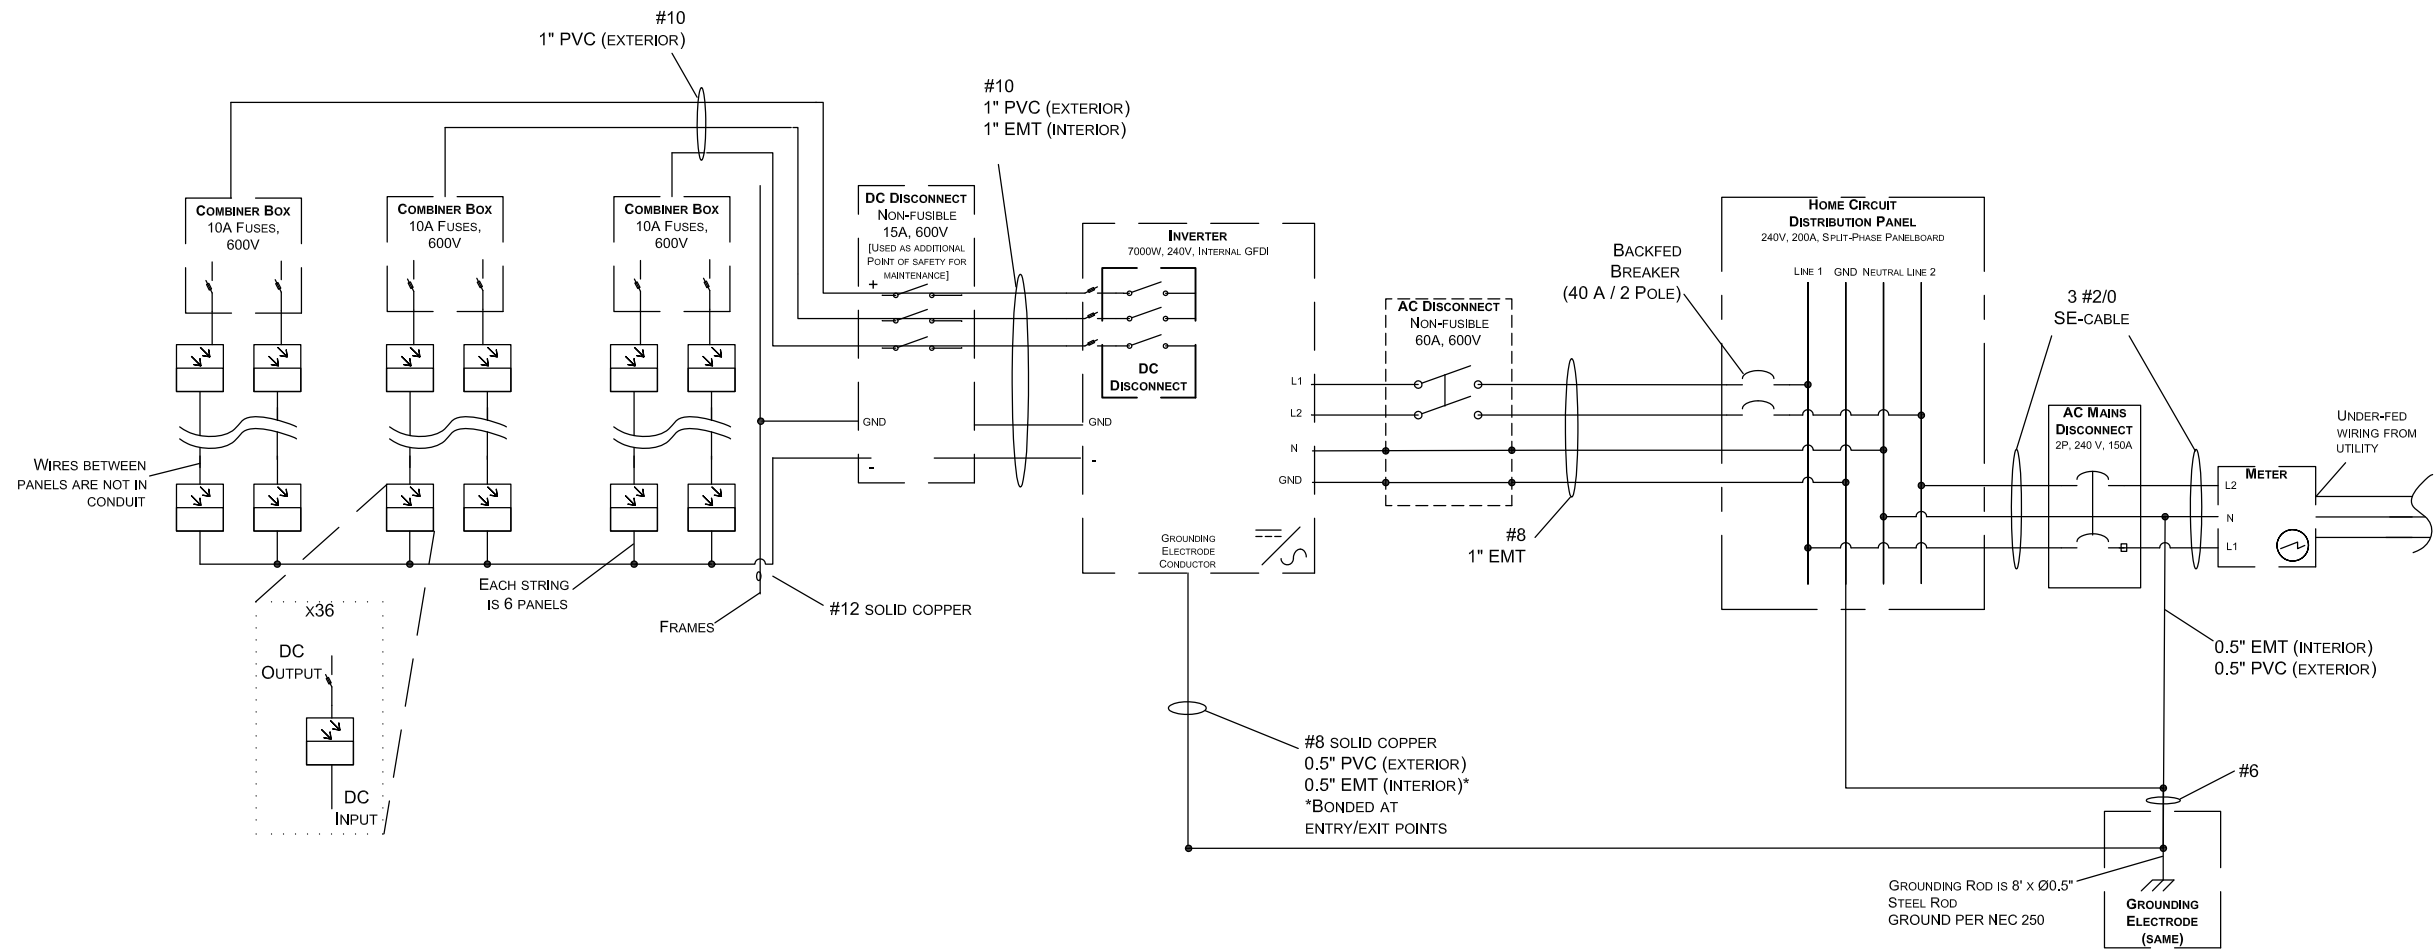 #10
1" PVC (EXTERIOR)
#10
1" PVC (EXTERIOR)
1" EMT (INTERIOR)
COMBINER BOX
10A FUSES,
600V
COMBINER BOX
10A FUSES,
600V
COMBINER BOX
10A FUSES,
600V
DC DISCONNECT
NON-FUSIBLE
15A, 600V
[USED AS ADDITIONAL
POINT OF SAFETY FOR
MAINTENANCE]
+
GND
-
INVERTER
7000W, 240V, INTERNAL GFDI
DC
DISCONNECT
GND
-
L1
L2
N
GND
GROUNDING
ELECTRODE
CONDUCTOR
AC DISCONNECT
NON-FUSIBLE
60A, 600V
BACKFED
BREAKER
(40 A / 2 POLE)
#8
1" EMT
HOME CIRCUIT
DISTRIBUTION PANEL
240V, 200A, SPLIT-PHASE PANELBOARD
LINE 1 GND NEUTRAL LINE 2
3 #2/0
SE-CABLE
AC MAINS
DISCONNECT
2P, 240 V, 150A
METER
L2
N
L1
UNDER-FED
WIRING FROM
UTILITY
WIRES BETWEEN
PANELS ARE NOT IN
CONDUIT
EACH STRING
IS 6 PANELS
FRAMES
#12 SOLID COPPER
X36
DC
OUTPUT
DC
INPUT
#8 SOLID COPPER
0.5" PVC (EXTERIOR)
0.5" EMT (INTERIOR)*
*BONDED AT
ENTRY/EXIT POINTS
0.5" EMT (INTERIOR)
0.5" PVC (EXTERIOR)
#6
GROUNDING ROD IS 8' X Ø0.5"
STEEL ROD
GROUND PER NEC 250
GROUNDING
ELECTRODE
(SAME)